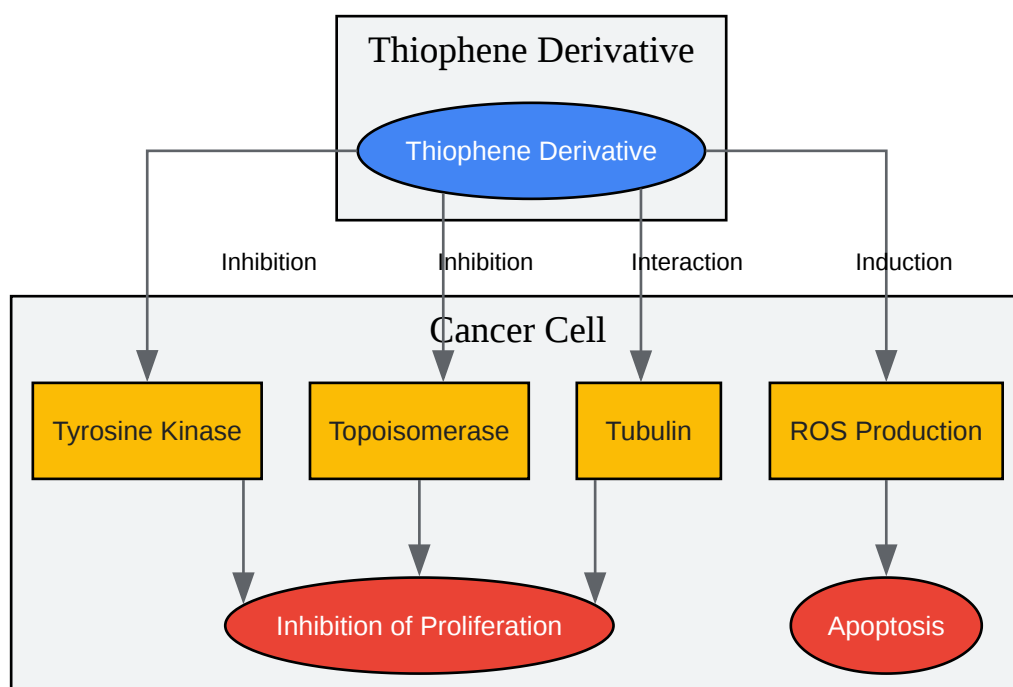 Thiophene Derivative
Thiophene Derivative
Inhibition
Inhibition
Interaction
Induction
Cancer Cell
Tyrosine Kinase
Topoisomerase
Tubulin
ROS Production
Inhibition of Proliferation
Apoptosis